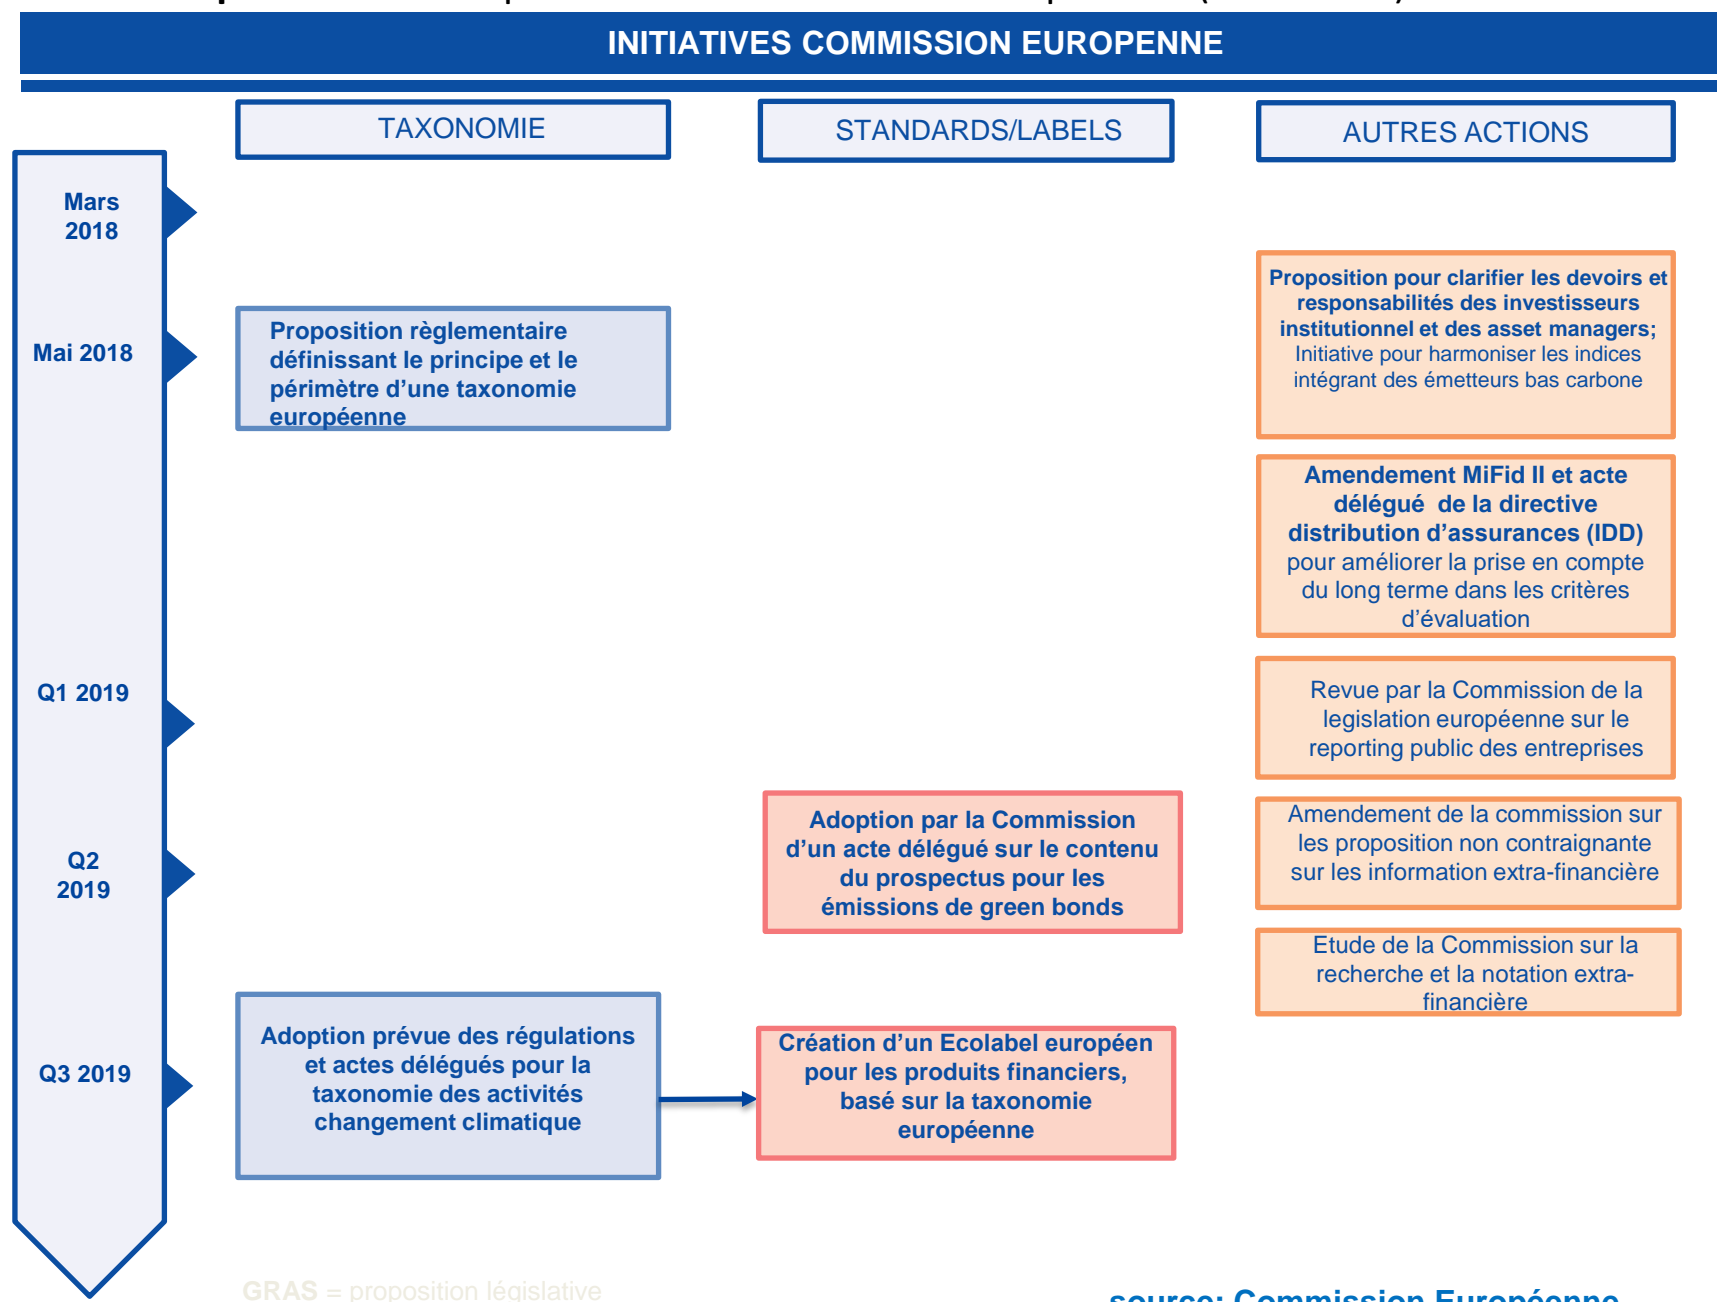 INITIATIVES COMMISSION EUROPENNE
TAXONOMIE
STANDARDS/LABELS
AUTRES ACTIONS
Mars
2018
Mai 2018
Q1 2019
Q2
2019
Q3 2019
Proposition règlementaire
définissant le principe et le
périmètre d’une taxonomie
européenne
Adoption prévue des régulations
et actes délégués pour la
taxonomie des activités
changement climatique
Adoption par la Commission
d’un acte délégué sur le contenu
du prospectus pour les
émissions de green bonds
Création d’un Ecolabel européen
pour les produits financiers,
basé sur la taxonomie
européenne
Proposition pour clarifier les devoirs et
responsabilités des investisseurs
institutionnel et des asset managers;
Initiative pour harmoniser les indices
intégrant des émetteurs bas carbone
Amendement MiFid II et acte
délégué de la directive
distribution d’assurances (IDD)
pour améliorer la prise en compte
du long terme dans les critères
d’évaluation
Revue par la Commission de la
legislation européenne sur le
reporting public des entreprises
Amendement de la commission sur
les proposition non contraignante
sur les information extra-financière
Etude de la Commission sur la
recherche et la notation extra-
financière
GRAS = proposition législative
source: Commission Européenne